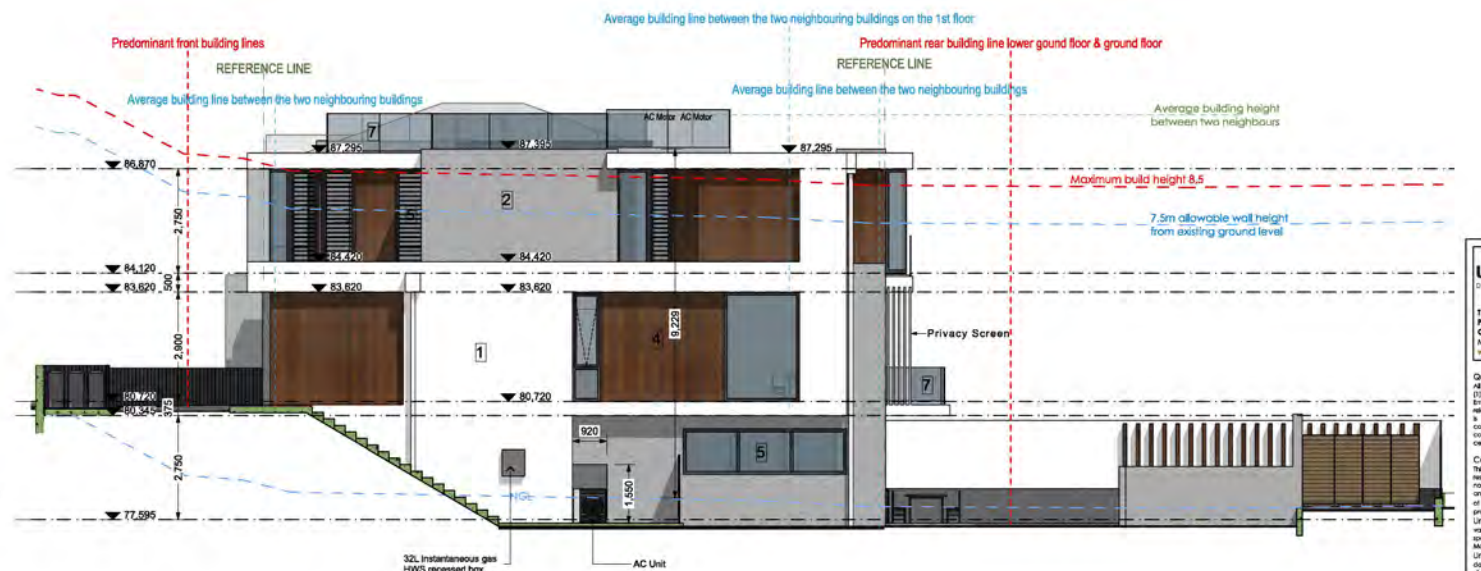 Average building line between the two neighbouring buildings on the 1st floor
Predominant front building lines
Predominant rear building line lower gound floor & ground floor
REFERENCE LINE
REFERENCE LINE
Average building line between the two neighbouring buildings
Average building line between the two neighbouring buildings
Average building height
between two neighbours
AC Motor AC Motor
7
87,295
87,395
87,295
86,870
Maximum build height 8,5
2
5
2,750
7.5m allowable wall height
from existing ground level
84,420
84,420
84,120
500
83,620
83,620
83,620
9,229
Privacy Screen
4
1
2,900
7
80,720
80,720
80,345
375
920
5
2,750
1,550
NGL
77,595
32L Instantaneous gas
HWS recessed box
AC Unit